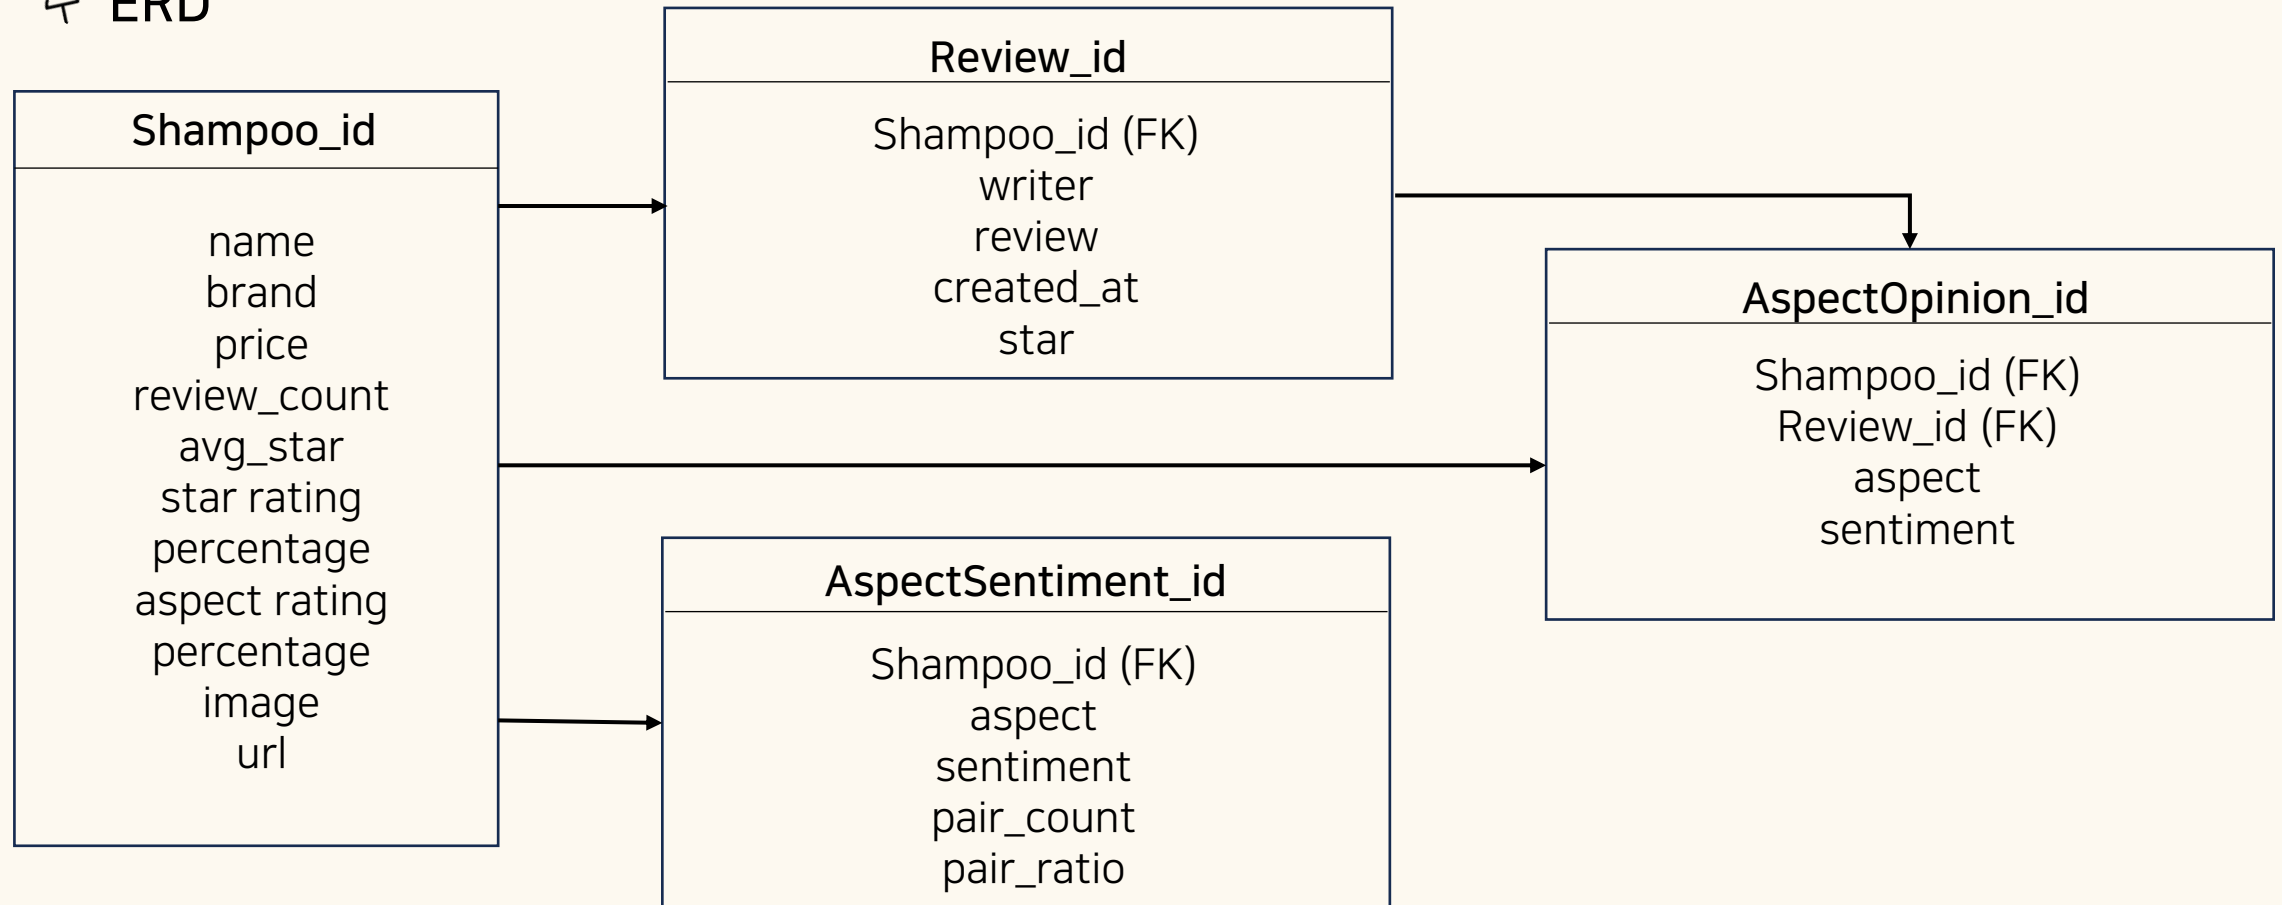 ERD
Shampoo_id
name
brand
price
review_count
avg_star
star rating
percentage
aspect rating
percentage
image
url
Review_id
Shampoo_id (FK)
writer
review
created_at
star
AspectSentiment_id
Shampoo_id (FK)
aspect
sentiment
pair_count
pair_ratio
AspectOpinion_id
Shampoo_id (FK)
Review_id (FK)
aspect
sentiment